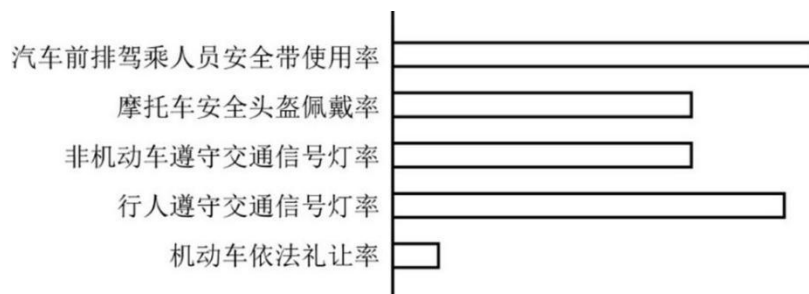 汽车前排驾乘人员安全带使用率
摩托车安全头盔佩戴率
非机动车遵守交通信号灯率
行人遵守交通信号灯率
机动车依法礼让率